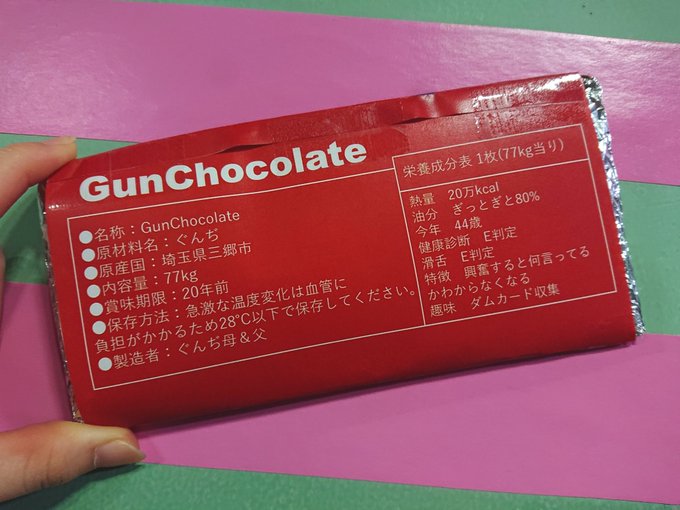 GunChocolate
●名称：GunChocolate
●原材料名：ぐんぢ
●原産国：埼玉県三郷市
●内容量：77kg
●賞味期限：20年前
●保存方法：急激な温度変化は血管に
負担がかかるため28℃以下で保存してください。
●製造者：ぐんぢ母＆父
栄養成分表 1枚(77kg当り)
熱量 20万kcal
油分 ぎっとぎと80%
今年 44歳
健康診断 E判定
滑舌 E判定
特徴 興奮すると何言ってる
かわからなくなる
趣味 ダムカード収集